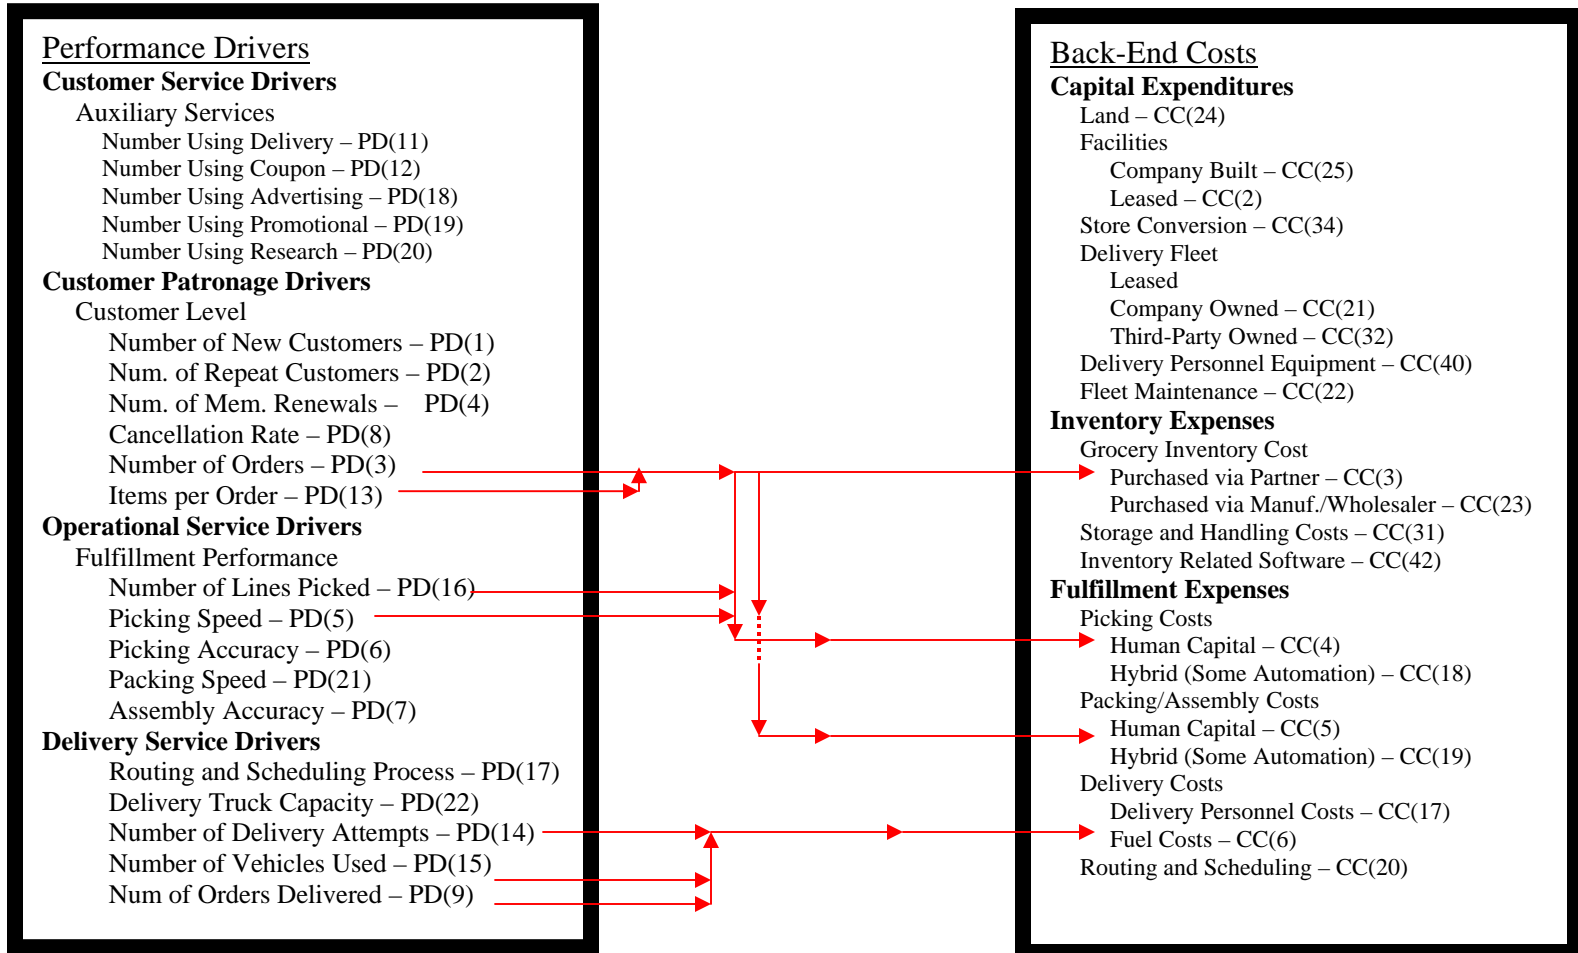 Performance Drivers
Customer Service Drivers
Auxiliary Services
Number Using Delivery – PD(11)
Number Using Coupon – PD(12)
Number Using Advertising – PD(18)
Number Using Promotional – PD(19)
Number Using Research – PD(20)
Customer Patronage Drivers
Customer Level
Number of New Customers – PD(1)
Num. of Repeat Customers – PD(2)
Num. of Mem. Renewals – PD(4)
Cancellation Rate – PD(8)
Number of Orders – PD(3)
Items per Order – PD(13)
Operational Service Drivers
Fulfillment Performance
Number of Lines Picked – PD(16)
Picking Speed – PD(5)
Picking Accuracy – PD(6)
Packing Speed – PD(21)
Assembly Accuracy – PD(7)
Delivery Service Drivers
Routing and Scheduling Process – PD(17)
Delivery Truck Capacity – PD(22)
Number of Delivery Attempts – PD(14)
Number of Vehicles Used – PD(15)
Num of Orders Delivered – PD(9)
Back-End Costs
Capital Expenditures
Land – CC(24)
Facilities
Company Built – CC(25)
Leased – CC(2)
Store Conversion – CC(34)
Delivery Fleet
Leased
Company Owned – CC(21)
Third-Party Owned – CC(32)
Delivery Personnel Equipment – CC(40)
Fleet Maintenance – CC(22)
Inventory Expenses
Grocery Inventory Cost
Purchased via Partner – CC(3)
Purchased via Manuf./Wholesaler – CC(23)
Storage and Handling Costs – CC(31)
Inventory Related Software – CC(42)
Fulfillment Expenses
Picking Costs
Human Capital – CC(4)
Hybrid (Some Automation) – CC(18)
Packing/Assembly Costs
Human Capital – CC(5)
Hybrid (Some Automation) – CC(19)
Delivery Costs
Delivery Personnel Costs – CC(17)
Fuel Costs – CC(6)
Routing and Scheduling – CC(20)